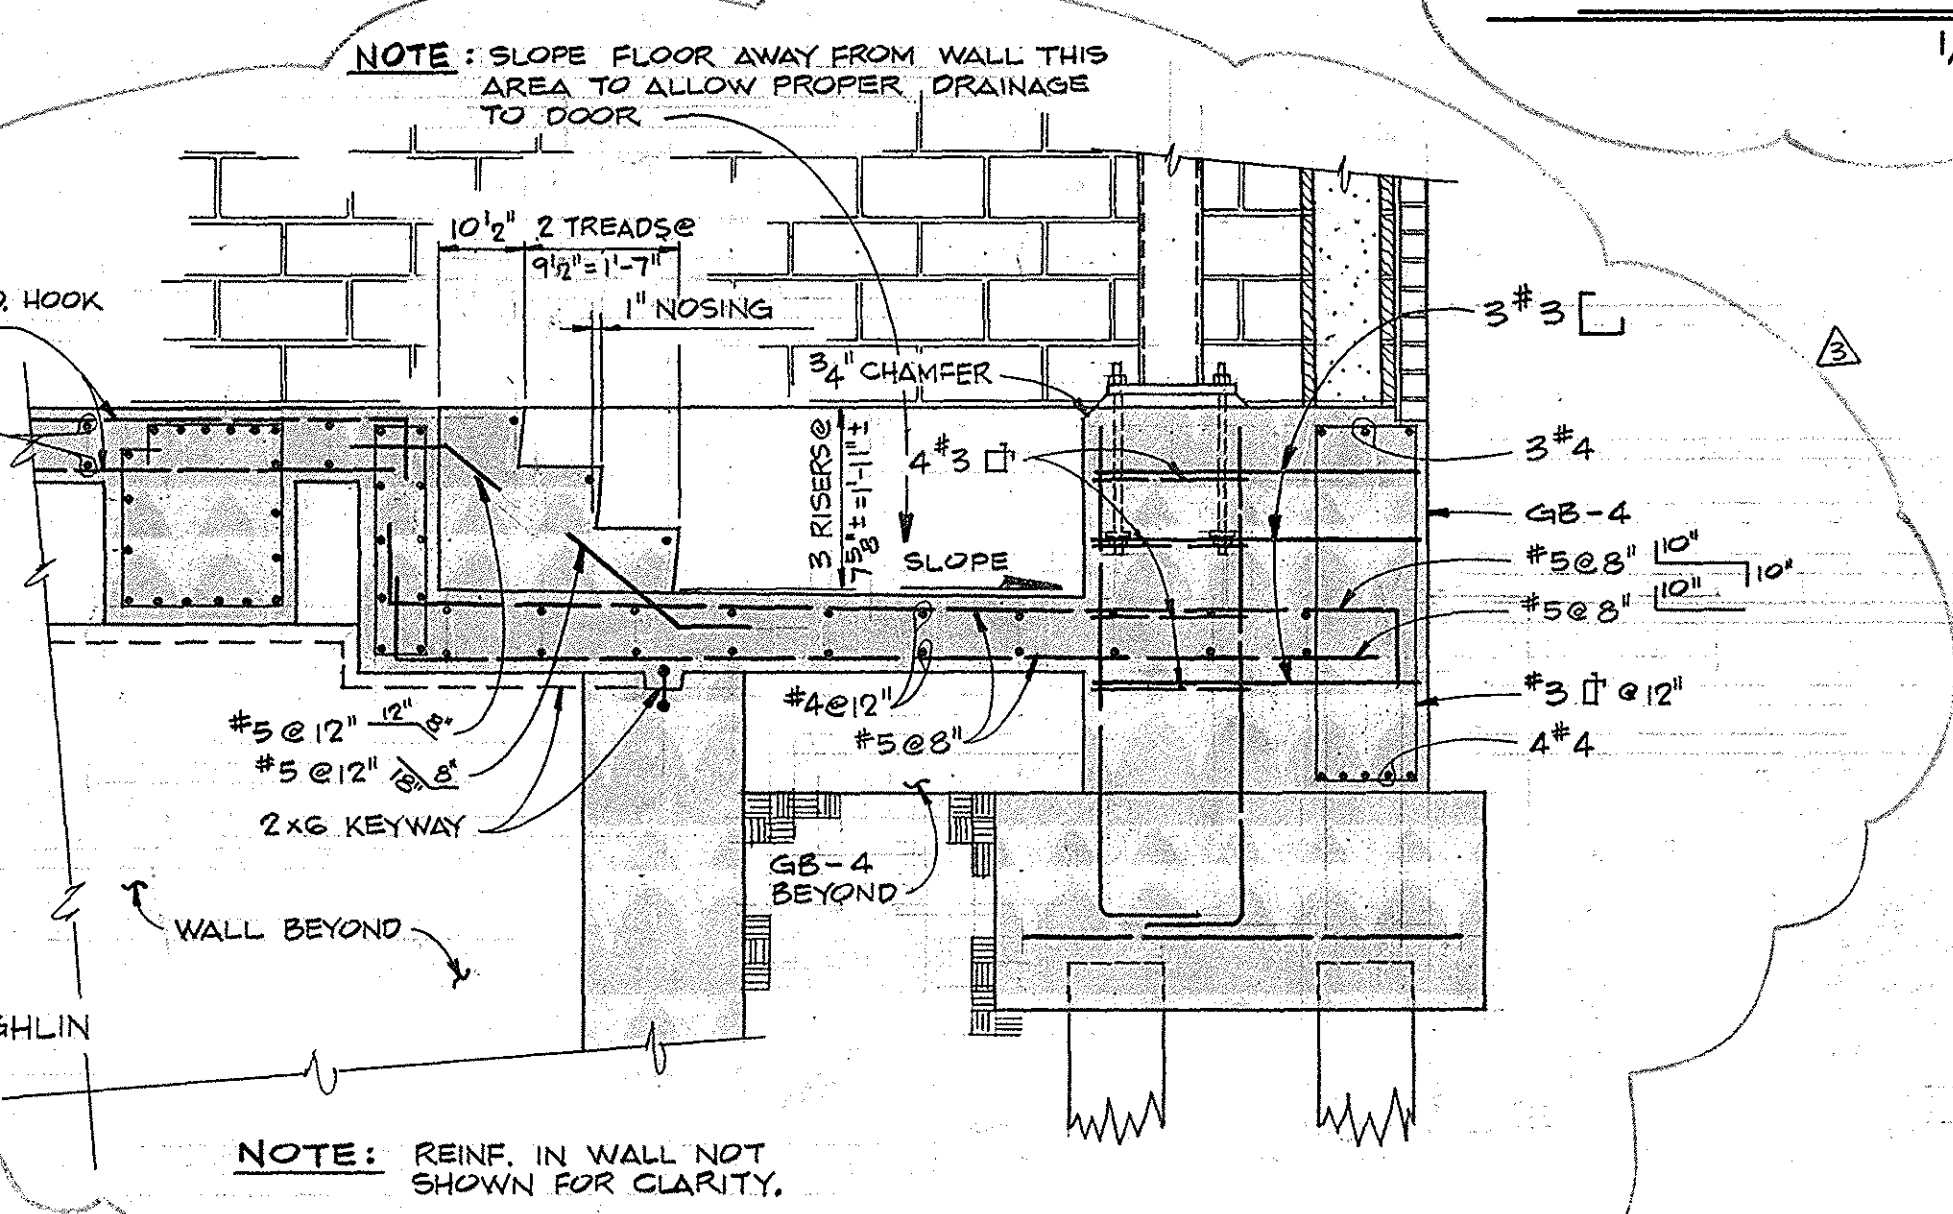 NOTE : SLOPE FLOOR AWAY FROM WALL THIS
AREA TO ALLOW PROPER DRAINAGE
TO DOOR
10½" 2 TREADS@
9½"=1'-7"
1" NOSING
HOOK
¾" CHAMFER
3 RISERS@
7⅝"±=1'-11"±
4#3
SLOPE
3#3
3
3#4
GB-4
#5@8" 10" 10"
#5@8" 10"
#3 @12"
4#4
#4@12"
#5@8"
#5@12" 12" 8"
#5@12" 18" 8"
2x6 KEYWAY
GB-4
BEYOND
WALL BEYOND
GHLIN
NOTE: REINF. IN WALL NOT
SHOWN FOR CLARITY.